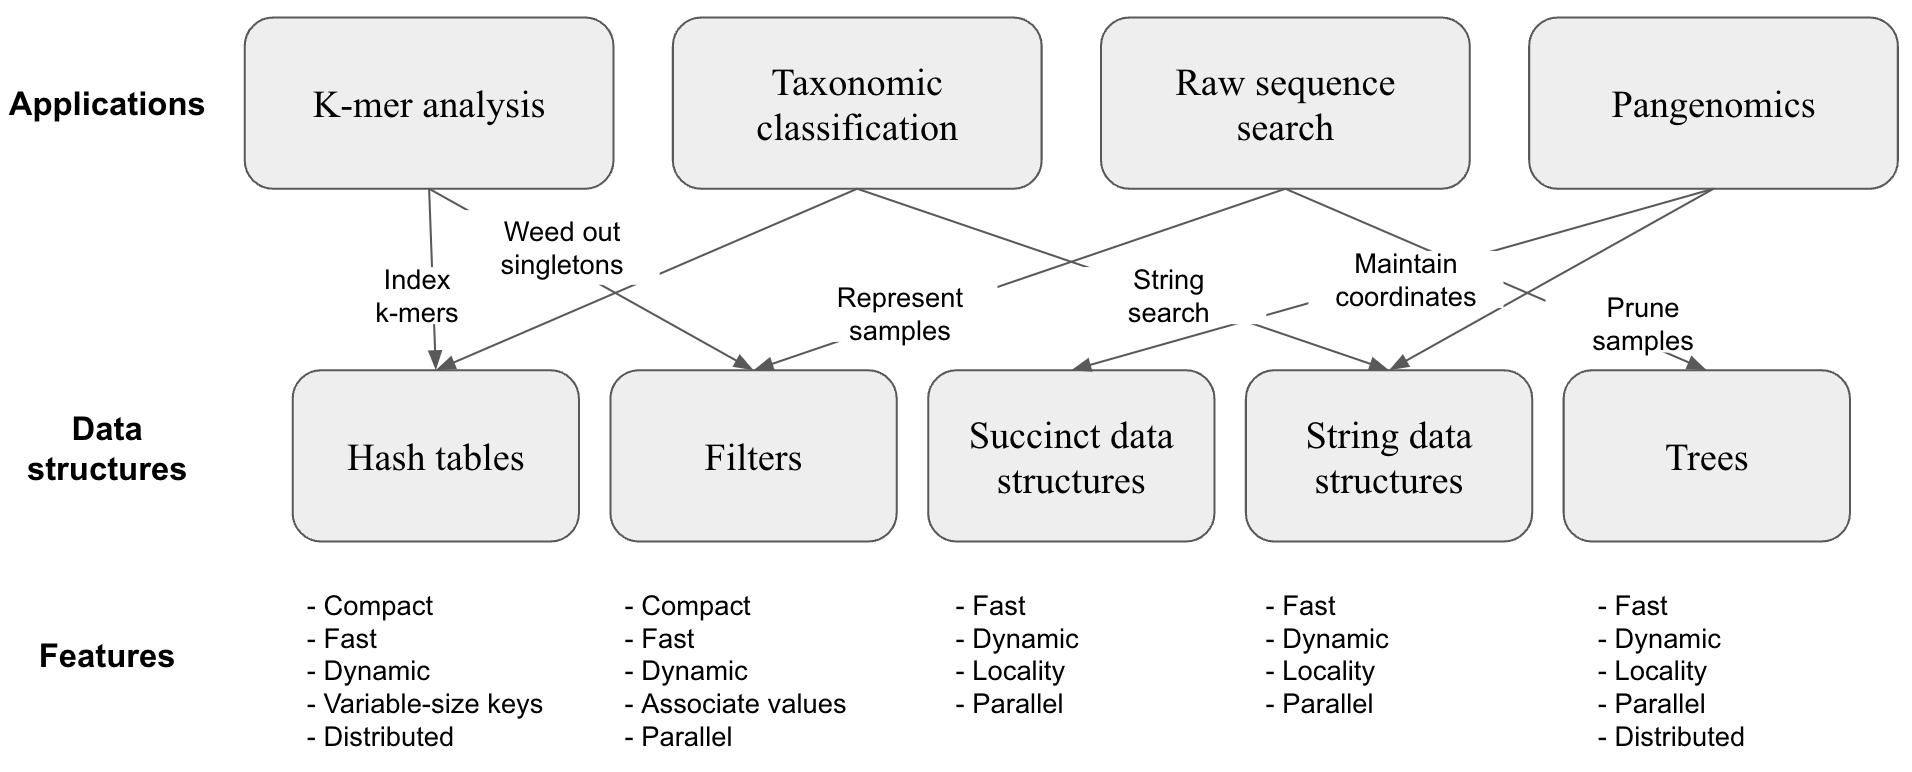 Applications
K-mer analysis
Taxonomic
classification
Raw sequence
search
Pangenomics
Weed out
singletons
Index
k-mers
Represent
samples
String
search
Maintain
coordinates
Prune
samples
Data
structures
Hash tables
Filters
Succinct data
structures
String data
structures
Trees
Features
- Compact
- Fast
- Dynamic
- Variable-size keys
- Distributed
- Compact
- Fast
- Dynamic
- Associate values
- Parallel
- Fast
- Dynamic
- Locality
- Parallel
- Fast
- Dynamic
- Locality
- Parallel
- Fast
- Dynamic
- Locality
- Parallel
- Distributed